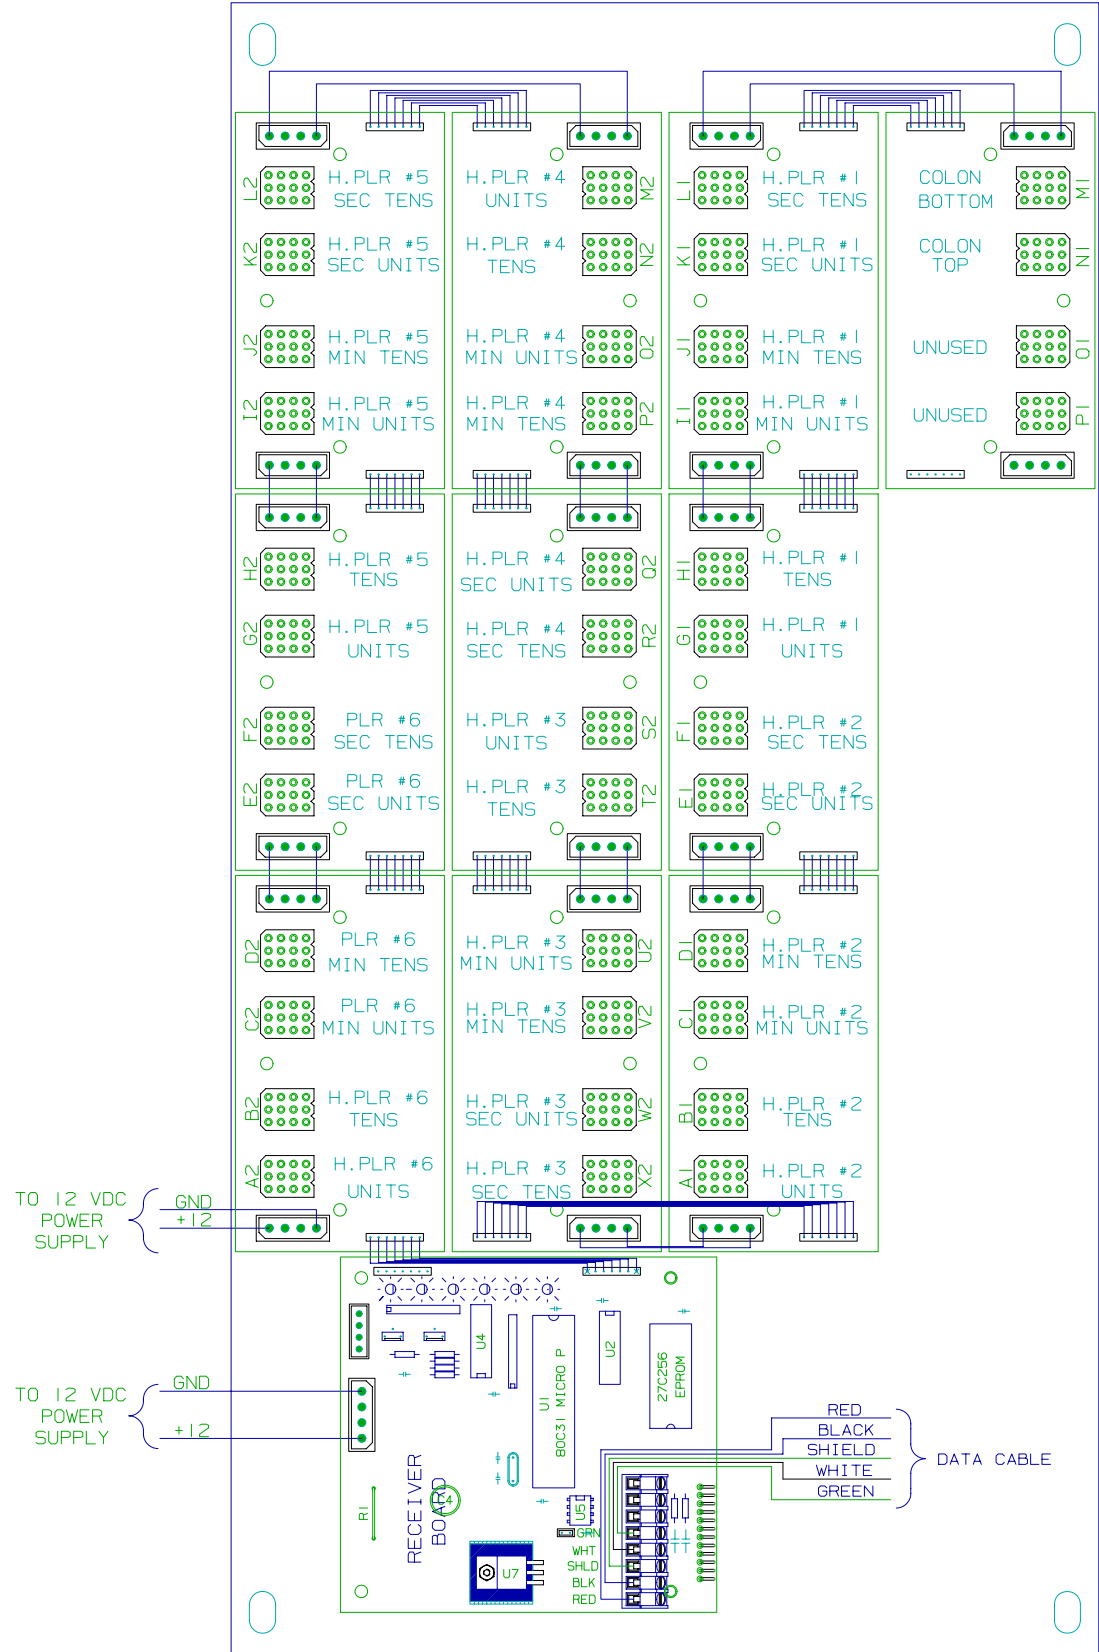 L2
H.PLR #5
SEC TENS
K2
H.PLR #5
SEC UNITS
J2
H.PLR #5
MIN TENS
I2
H.PLR #5
MIN UNITS
H.PLR #4
UNITS
M2
H.PLR #4
TENS
N2
H.PLR #4
MIN UNITS
O2
H.PLR #4
MIN TENS
P2
L1
H.PLR #1
SEC TENS
K1
H.PLR #1
SEC UNITS
J1
H.PLR #1
MIN TENS
I1
H.PLR #1
MIN UNITS
COLON
BOTTOM
M1
COLON
TOP
N1
UNUSED
O1
UNUSED
P1
H2
H.PLR #5
TENS
G2
H.PLR #5
UNITS
F2
PLR #6
SEC TENS
E2
PLR #6
SEC UNITS
H.PLR #4
SEC UNITS
Q2
H.PLR #4
SEC TENS
R2
H.PLR #3
UNITS
S2
H.PLR #3
TENS
T2
H1
H.PLR #1
TENS
G1
H.PLR #1
UNITS
F1
H.PLR #2
SEC TENS
E1
H.PLR #2
SEC UNITS
D2
PLR #6
MIN TENS
C2
PLR #6
MIN UNITS
B2
H.PLR #6
TENS
A2
H.PLR #6
UNITS
H.PLR #3
MIN UNITS
U2
H.PLR #3
MIN TENS
V2
H.PLR #3
SEC UNITS
W2
H.PLR #3
SEC TENS
X2
D1
H.PLR #2
MIN TENS
C1
H.PLR #2
MIN UNITS
B1
H.PLR #2
TENS
A1
H.PLR #2
UNITS
TO 12 VDC
POWER
SUPPLY
GND
+12
TO 12 VDC
POWER
SUPPLY
GND
+12
U4
U1
80C31 MICRO P
U2
27C256
EPROM
R1
RECEIVER
BOARD
C4
U5
U7
GRN
WHT
SHLD
BLK
RED
RED
BLACK
SHIELD
WHITE
GREEN
DATA CABLE